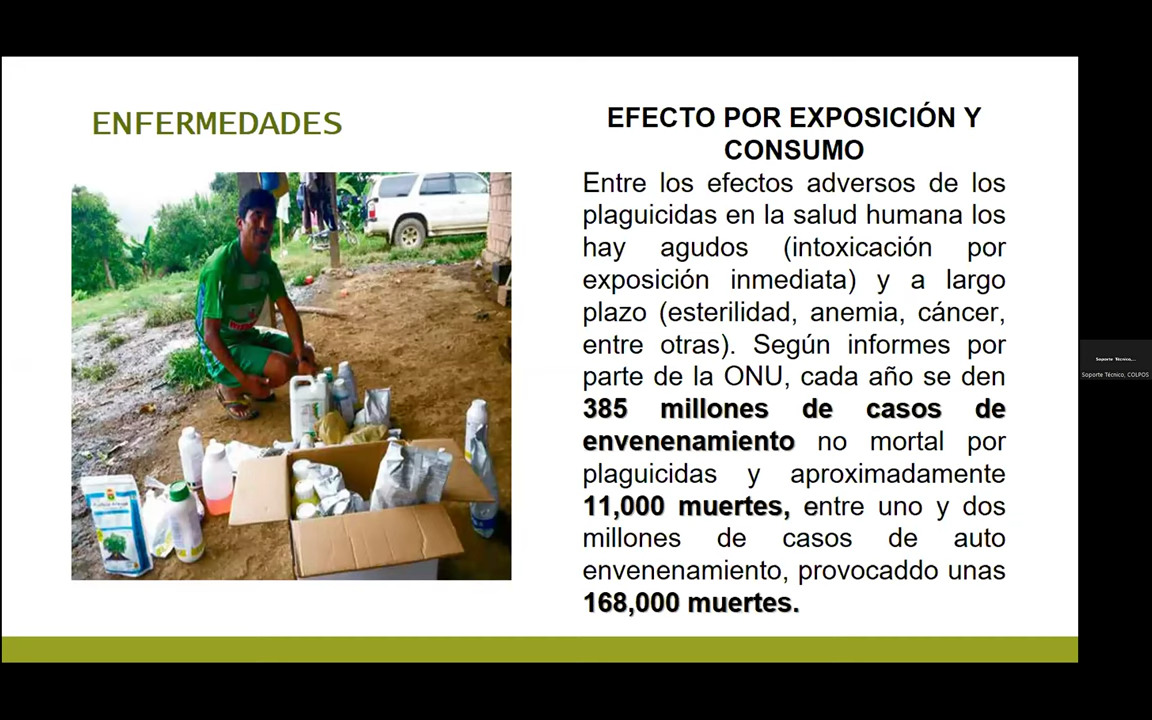 ENFERMEDADES
EFECTO POR EXPOSICIÓN Y
CONSUMO
Entre los efectos adversos de los
plaguicidas en la salud humana los
hay agudos (intoxicación por
exposición inmediata) y a largo
plazo (esterilidad, anemia, cáncer,
entre otras). Según informes por
parte de la ONU, cada año se den
385 millones de casos de
envenenamiento no mortal por
plaguicidas y aproximadamente
11,000 muertes, entre uno y dos
millones de casos de auto
envenenamiento, provocaddo unas
168,000 muertes.
Soporte Técnico,...
Soporte Técnico, COLPOS